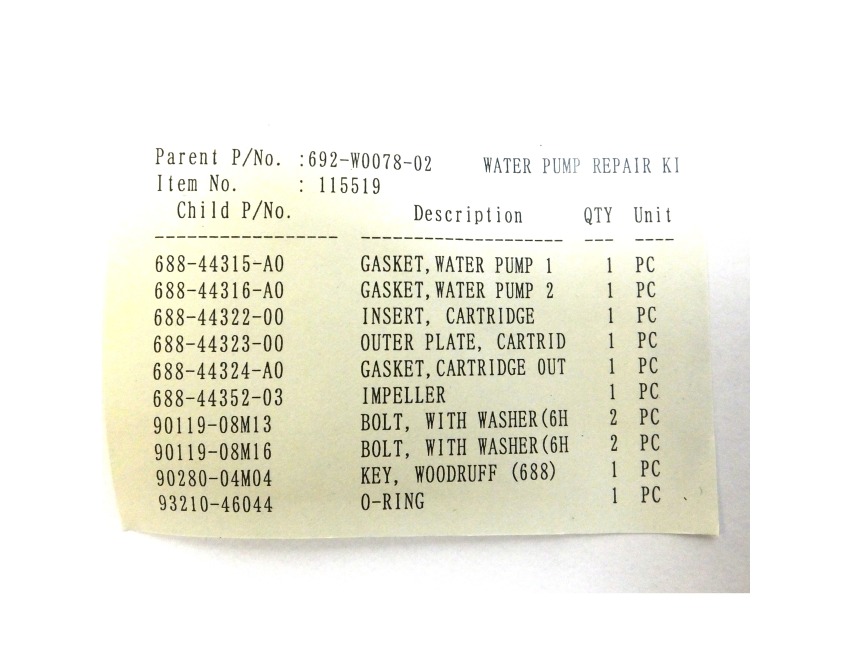 Parent P/No. :692-W0078-02 WATER PUMP REPAIR KI
Item No. : 115519
Child P/No. Description QTY Unit
----------------- ------------------- --- ----
688-44315-A0 GASKET,WATER PUMP 1 1 PC
688-44316-A0 GASKET,WATER PUMP 2 1 PC
688-44322-00 INSERT, CARTRIDGE 1 PC
688-44323-00 OUTER PLATE, CARTRID 1 PC
688-44324-A0 GASKET,CARTRIDGE OUT 1 PC
688-44352-03 IMPELLER 1 PC
90119-08M13 BOLT, WITH WASHER(6H 2 PC
90119-08M16 BOLT, WITH WASHER(6H 2 PC
90280-04M04 KEY, WOODRUFF (688) 1 PC
93210-46044 O-RING 1 PC